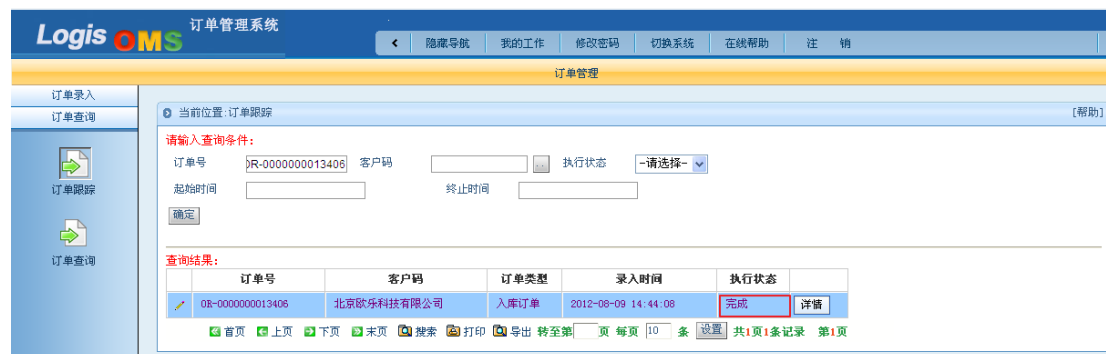 Logis OMS 订单管理系统
隐藏导航 我的工作 修改密码 切换系统 在线帮助 注 销
订单管理
订单录入
订单查询
订单跟踪
订单查询
当前位置:订单跟踪 [帮助]
请输入查询条件:
订单号 OR-0000000013406 客户码 .. 执行状态 -请选择-
起始时间 终止时间
确定
查询结果:
订单号 客户码 订单类型 录入时间 执行状态
OR-0000000013406 北京欧乐科技有限公司 入库订单 2012-08-09 14:44:08 完成 详情
首页 上页 下页 末页 搜索 打印 导出 转至第 页 每页 10 条 设置 共1页1条记录 第1页